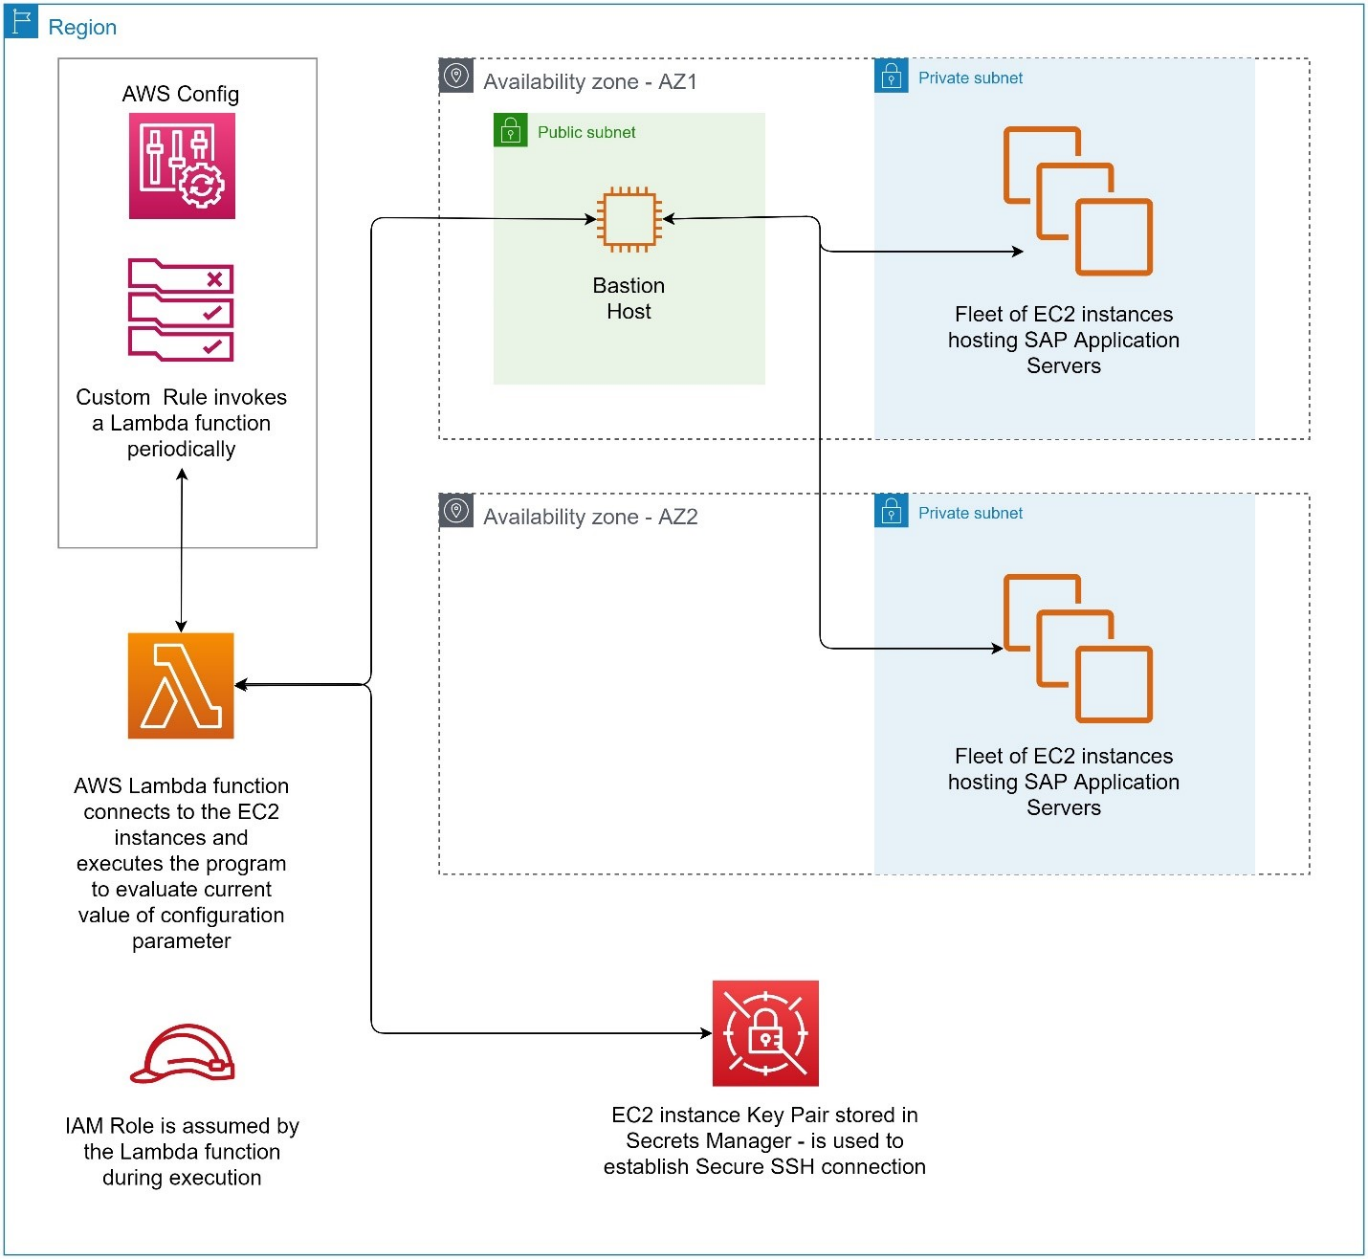 Region
AWS Config
Custom Rule invokes
a Lambda function
periodically
AWS Lambda function
connects to the EC2
instances and
executes the program
to evaluate current
value of configuration
parameter
IAM Role is assumed by
the Lambda function
during execution
Availability zone - AZ1
Public subnet
Bastion
Host
Private subnet
Fleet of EC2 instances
hosting SAP Application
Servers
Availability zone - AZ2
Private subnet
Fleet of EC2 instances
hosting SAP Application
Servers
EC2 instance Key Pair stored in
Secrets Manager - is used to
establish Secure SSH connection